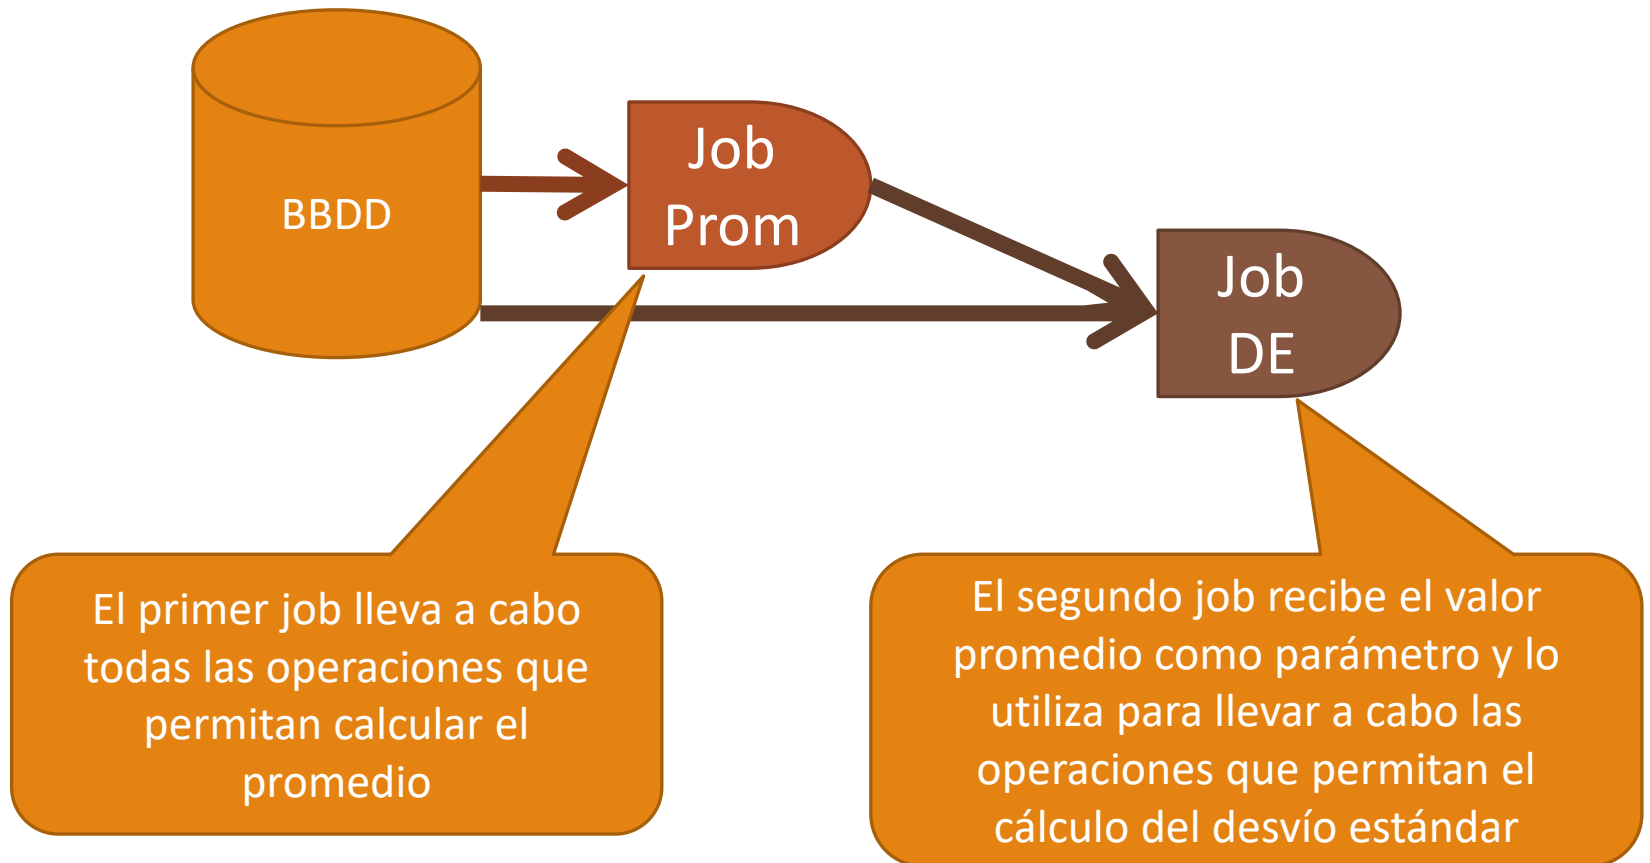 BBDD
Job
Prom
Job
DE
El primer job lleva a cabo
todas las operaciones que
permitan calcular el
promedio
El segundo job recibe el valor
promedio como parámetro y lo
utiliza para llevar a cabo las
operaciones que permitan el
cálculo del desvío estándar